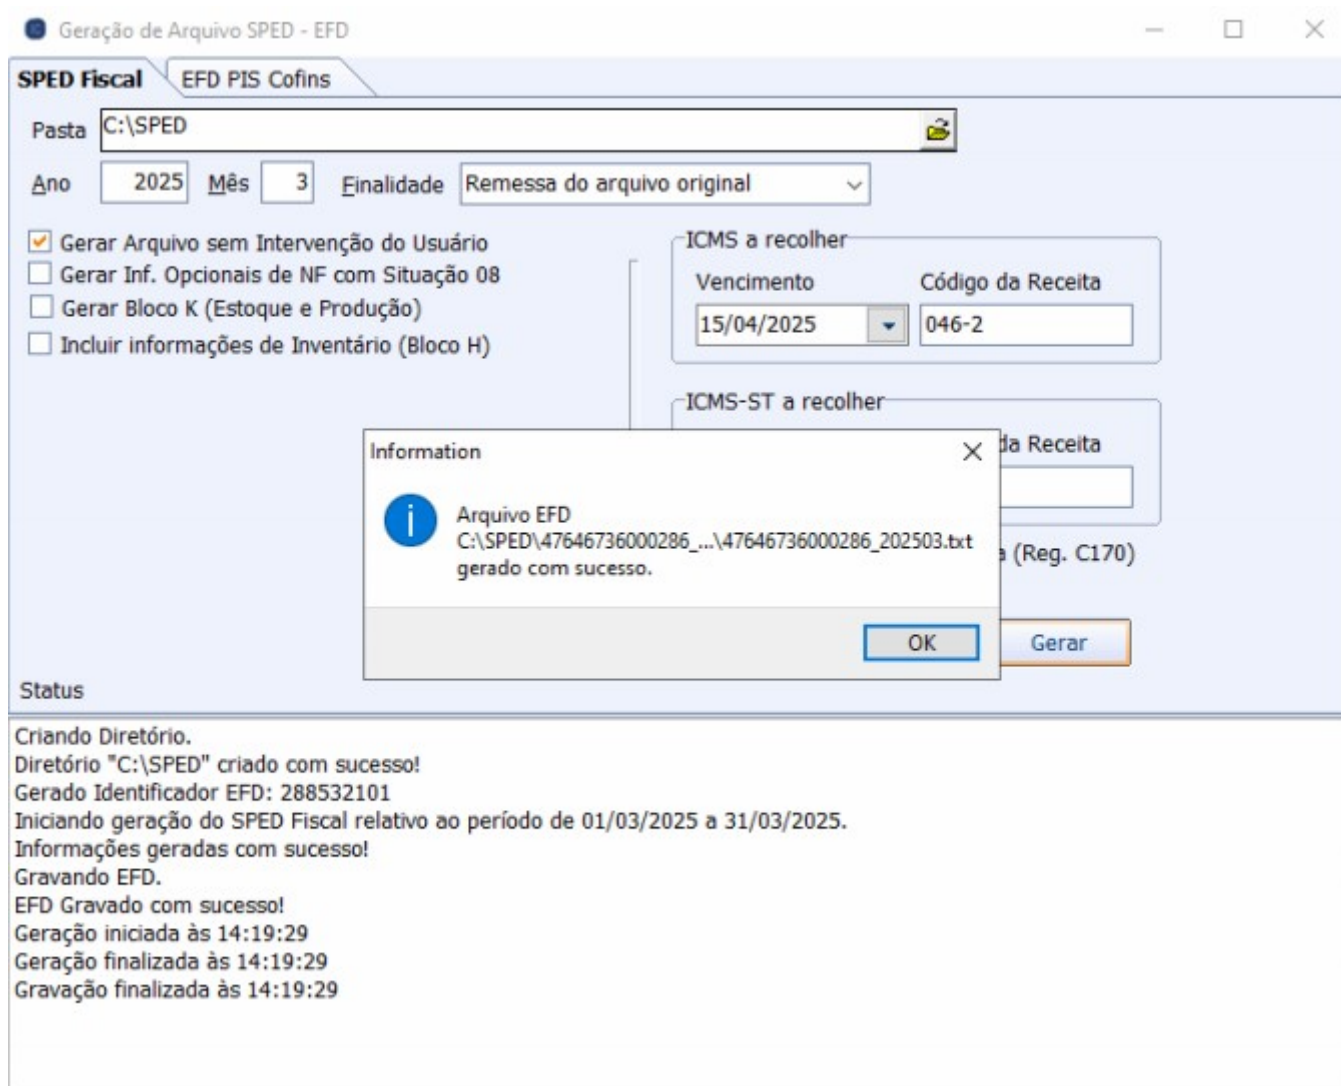 Geração de Arquivo SPED - EFD
SPED Fiscal EFD PIS Cofins
Pasta C:\SPED
Ano 2025 Mês 3 Finalidade Remessa do arquivo original
Gerar Arquivo sem Intervenção do Usuário
Gerar Inf. Opcionais de NF com Situação 08
Gerar Bloco K (Estoque e Produção)
Incluir informações de Inventário (Bloco H)
ICMS a recolher
Vencimento Código da Receita
15/04/2025 046-2
ICMS-ST a recolher
da Receita
(Reg. C170)
Information
Arquivo EFD
C:\SPED\47646736000286_...\47646736000286_202503.txt
gerado com sucesso.
OK
Gerar
Status
Criando Diretório.
Diretório "C:\SPED" criado com sucesso!
Gerado Identificador EFD: 288532101
Iniciando geração do SPED Fiscal relativo ao período de 01/03/2025 a 31/03/2025.
Informações geradas com sucesso!
Gravando EFD.
EFD Gravado com sucesso!
Geração iniciada às 14:19:29
Geração finalizada às 14:19:29
Gravação finalizada às 14:19:29